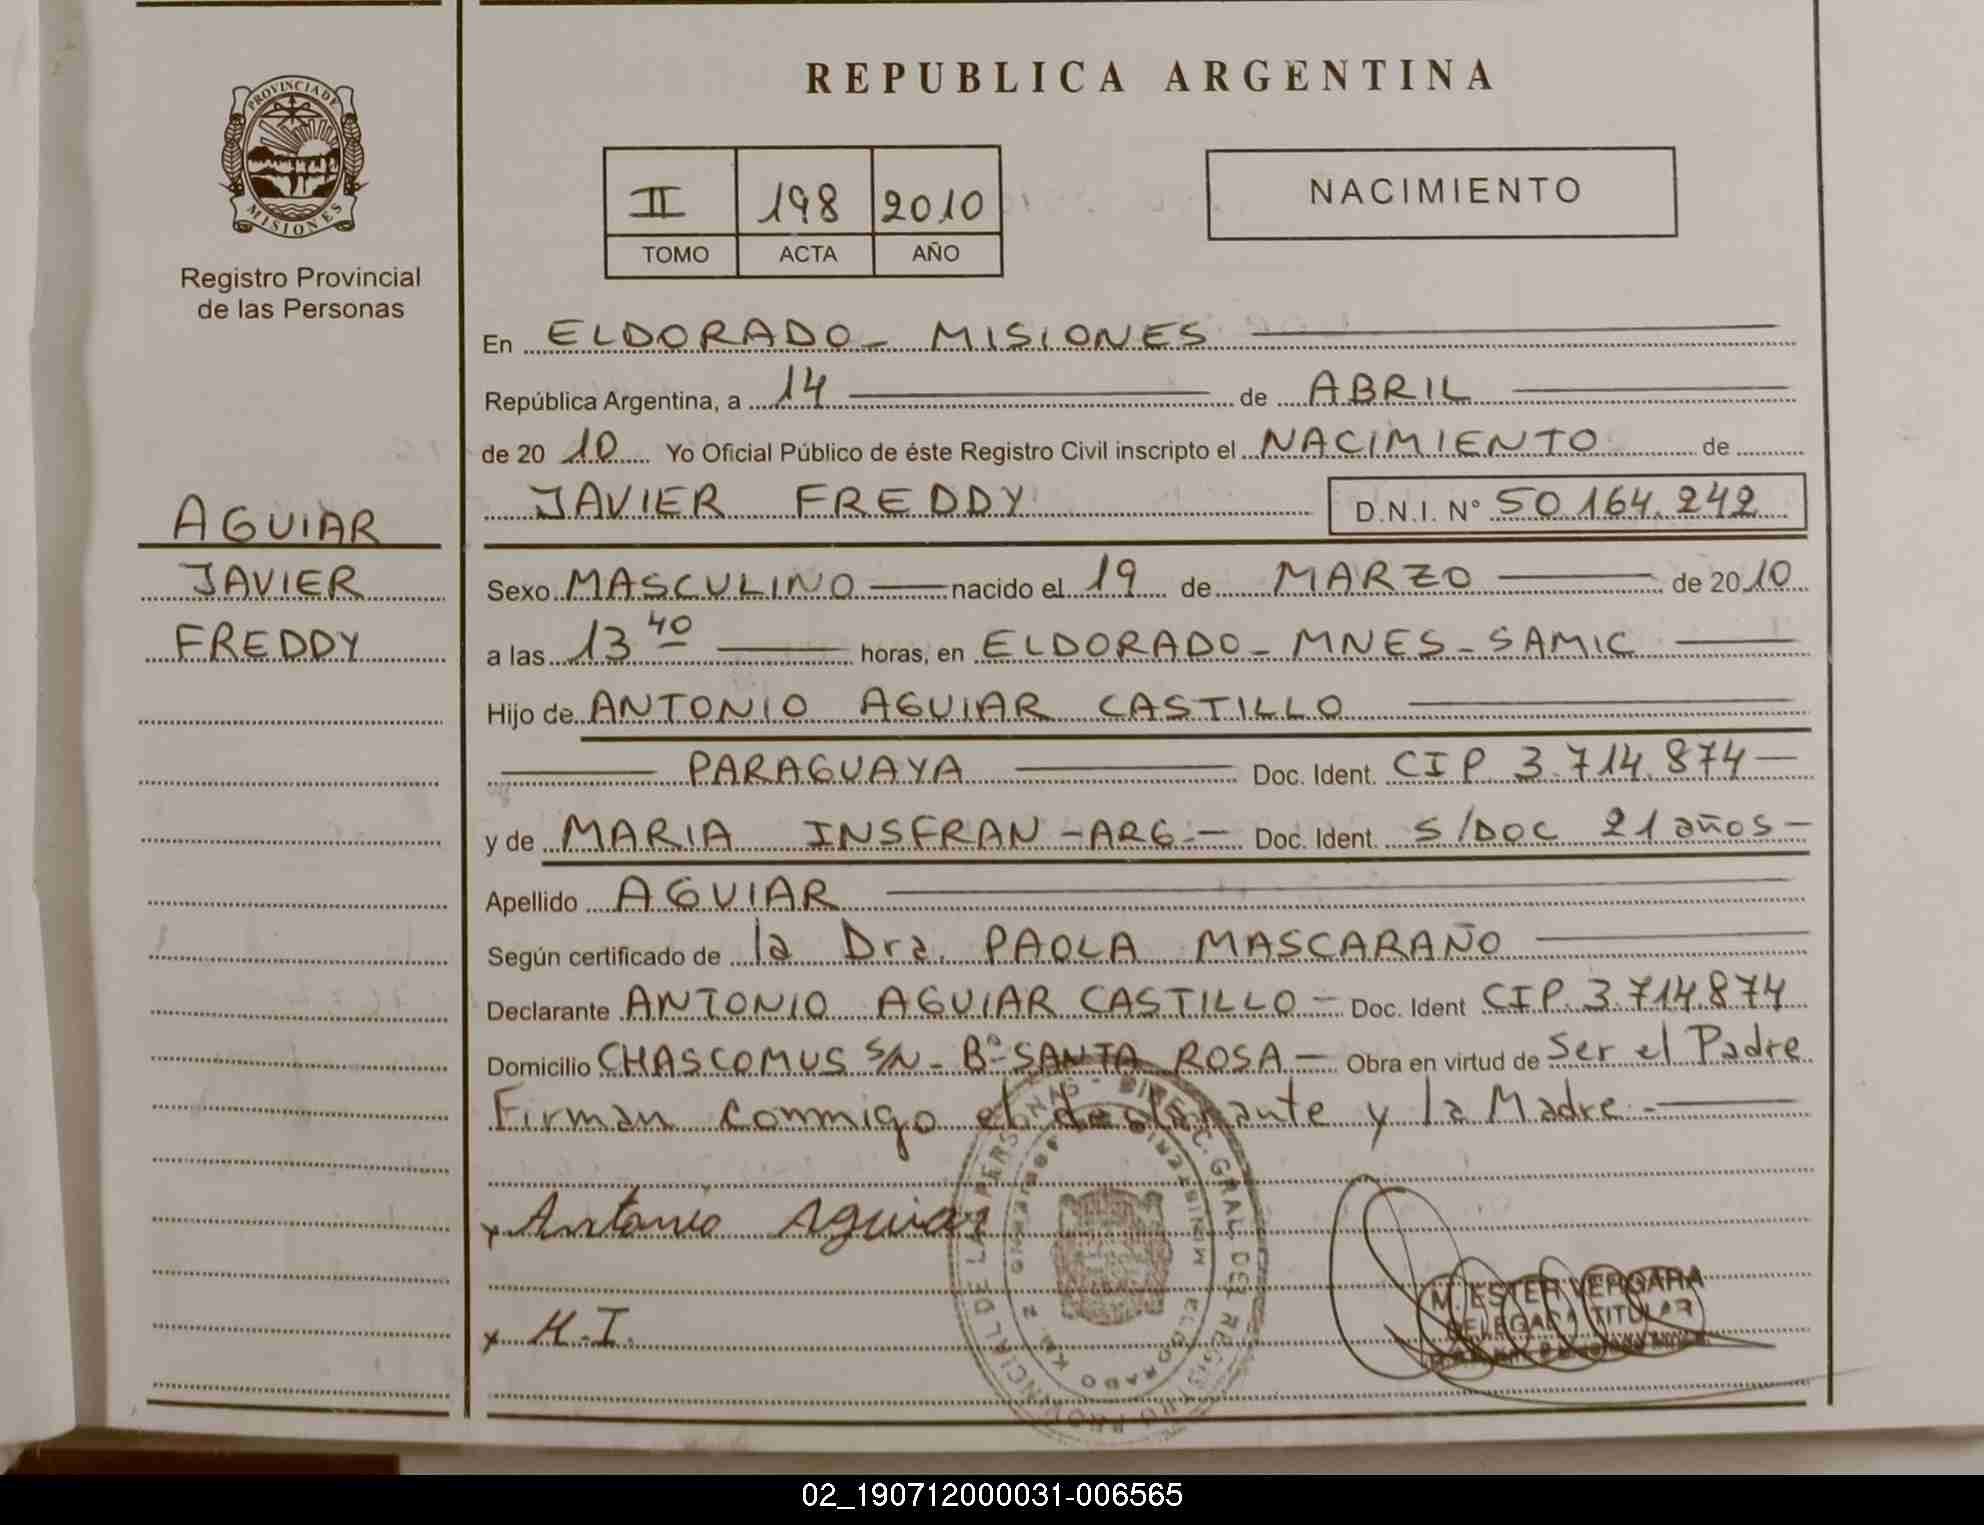 PROVINCIA DE
MISIONES
Registro Provincial
de las Personas
AGUIAR
JAVIER
FREDDY
REPUBLICA ARGENTINA
II 198 2010
TOMO ACTA AÑO
NACIMIENTO
En ELDORADO - MISIONES
República Argentina, a 14 de ABRIL
de 20 10 Yo Oficial Público de éste Registro Civil inscripto el NACIMIENTO de
JAVIER FREDDY D.N.I. Nº 50.164.242
Sexo MASCULINO nacido el 19 de MARZO de 2010
a las 13 40 horas, en ELDORADO - MNES - SAMIC
Hijo de ANTONIO AGUIAR CASTILLO
PARAGUAYA Doc. Ident. CIP 3.714.874 -
y de MARIA INSFRAN - ARG. - Doc. Ident. S/DOC 21 años -
Apellido AGUIAR
Según certificado de la Dra. PAOLA MASCARAÑO
Declarante ANTONIO AGUIAR CASTILLO - Doc. Ident CIP. 3.714.874
Domicilio CHASCOMUS S/N - Bº SANTA ROSA - Obra en virtud de Ser el Padre
Firman conmigo el declarante y la Madre.-
x Antonio Aguiar
x M.I.
M. ESTER VERGARA
DELEGADA TITULAR
02_190712000031-006565